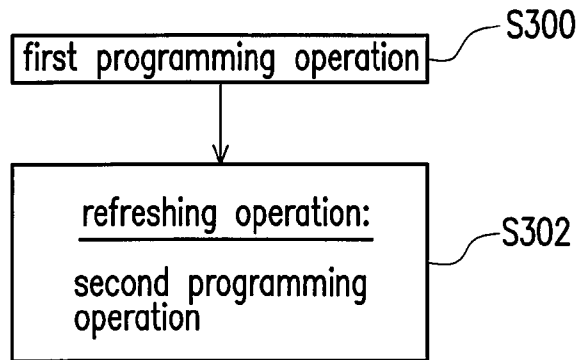 S300
first programming operation
refreshing operation:
S302
second programming
operation